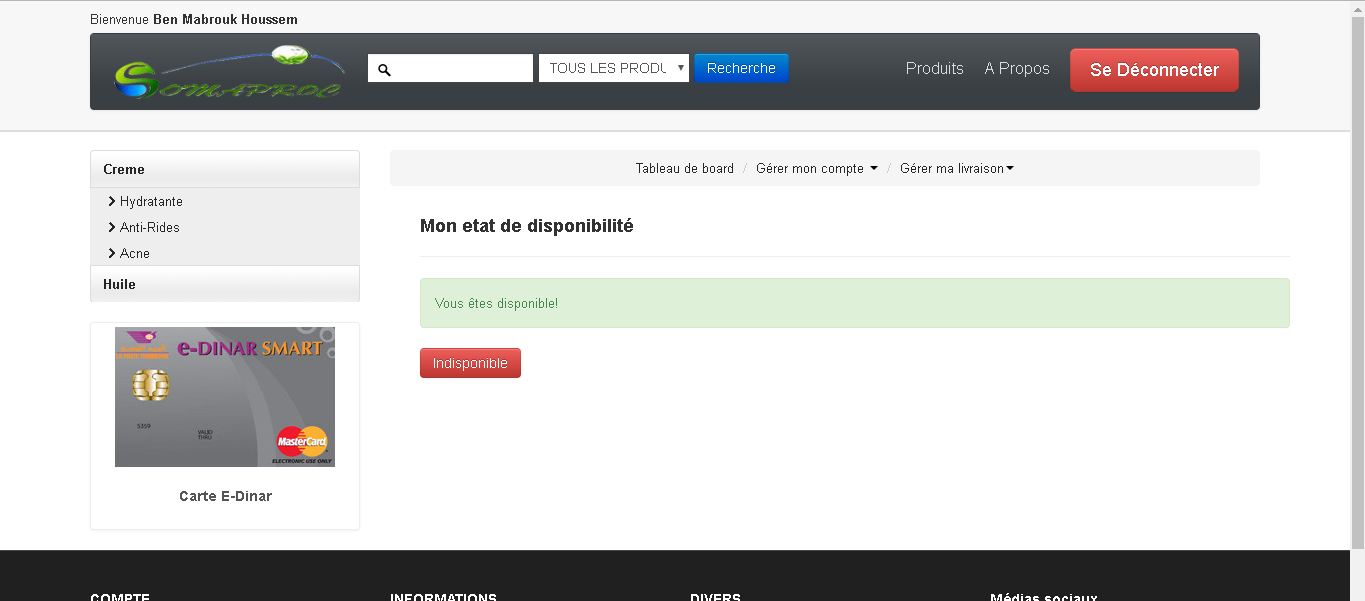 Bienvenue Ben Mabrouk Houssem
SOMAPROC
TOUS LES PRODU
Recherche
Produits
A Propos
Se Déconnecter
Creme
Hydratante
Anti-Rides
Acne
Huile
Tableau de board / Gérer mon compte / Gérer ma livraison
Mon etat de disponibilité
Vous êtes disponible!
Indisponible
e-DINAR SMART
5359
VALID
THRU
MasterCard
ELECTRONIC USE ONLY
Carte E-Dinar
COMPTE
INFORMATIONS
DIVERS
Médias sociaux